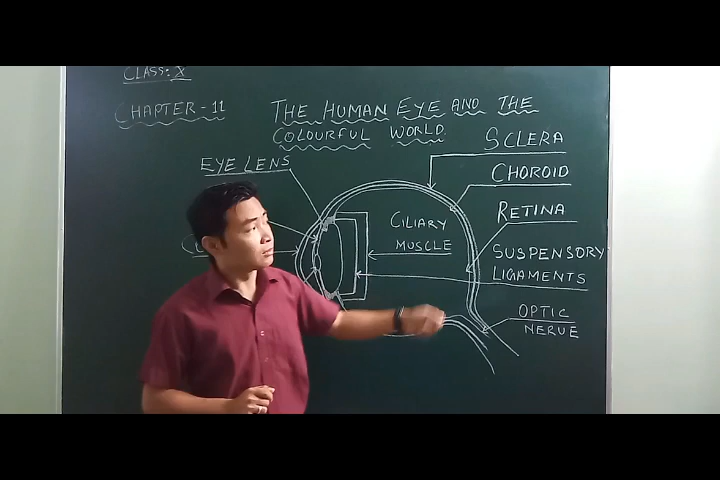 CLASS: X
CHAPTER - 11
THE HUMAN EYE AND THE
COLOURFUL WORLD
EYE LENS
SCLERA
CHOROID
RETINA
CILIARY
MUSCLE
SUSPENSORY
LIGAMENTS
OPTIC
NERVE